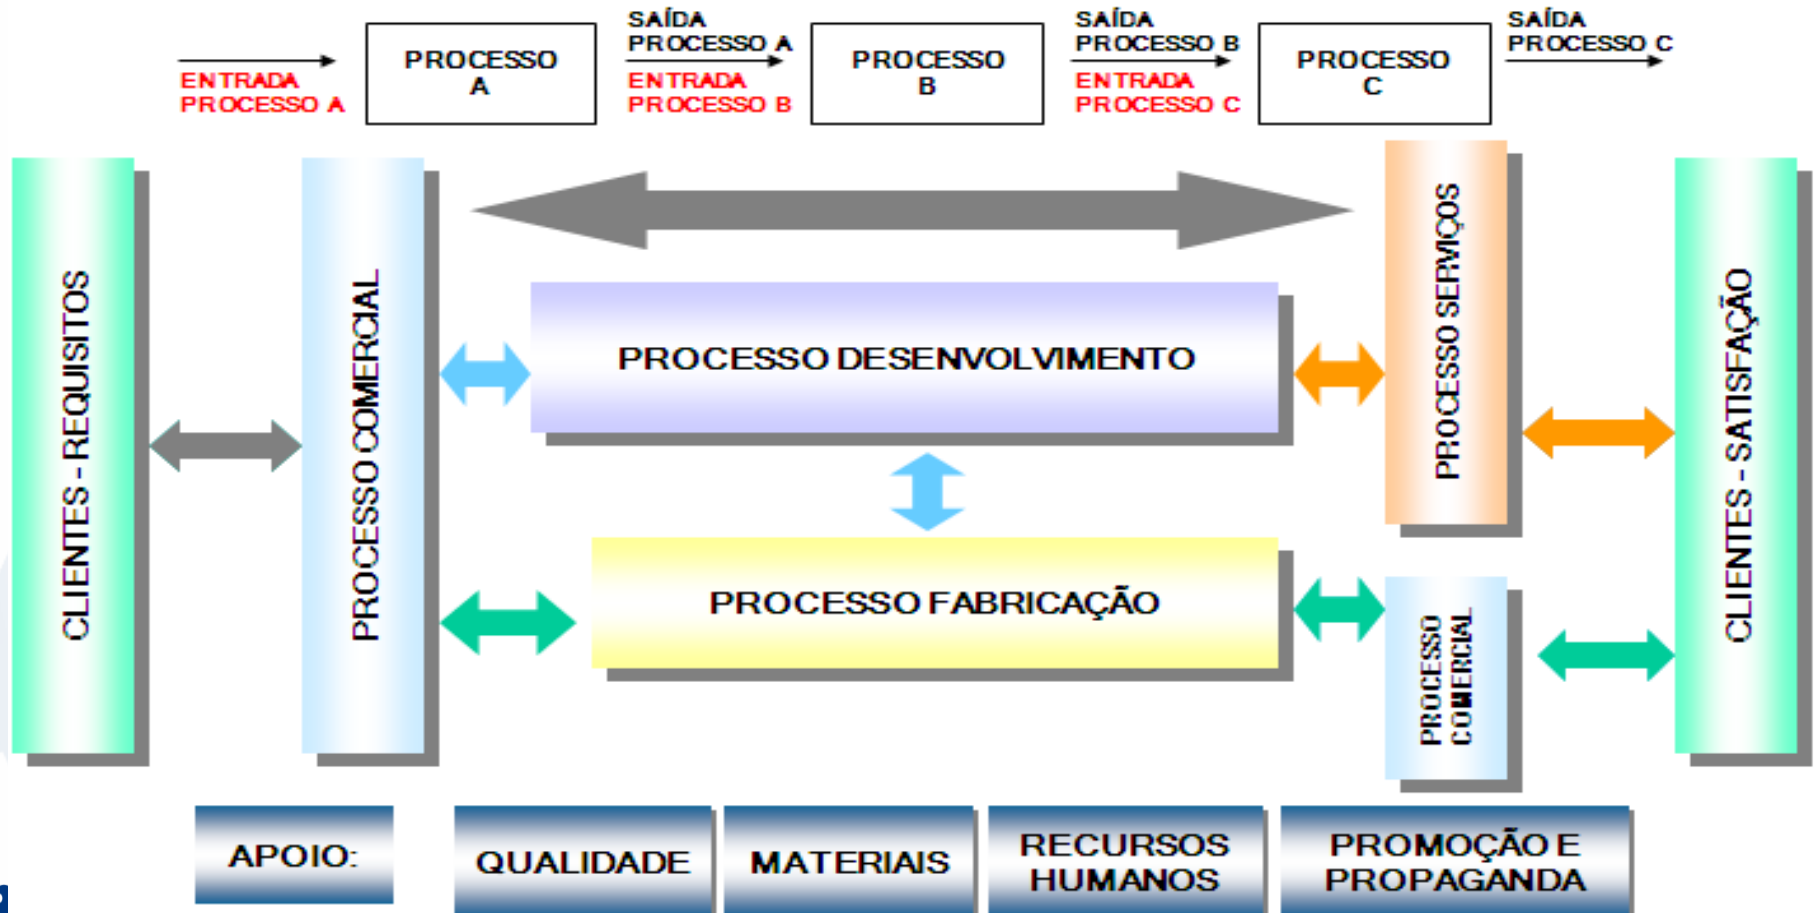 ENTRADA
PROCESSO A
PROCESSO
A
SAÍDA
PROCESSO A
ENTRADA
PROCESSO B
PROCESSO
B
SAÍDA
PROCESSO B
ENTRADA
PROCESSO C
PROCESSO
C
SAÍDA
PROCESSO C
CLIENTES - REQUISITOS
PROCESSO COMERCIAL
PROCESSO DESENVOLVIMENTO
PROCESSO FABRICAÇÃO
PROCESSO SERVIÇOS
PROCESSO
COMERCIAL
CLIENTES - SATISFAÇÃO
APOIO:
QUALIDADE
MATERIAIS
RECURSOS
HUMANOS
PROMOÇÃO E
PROPAGANDA